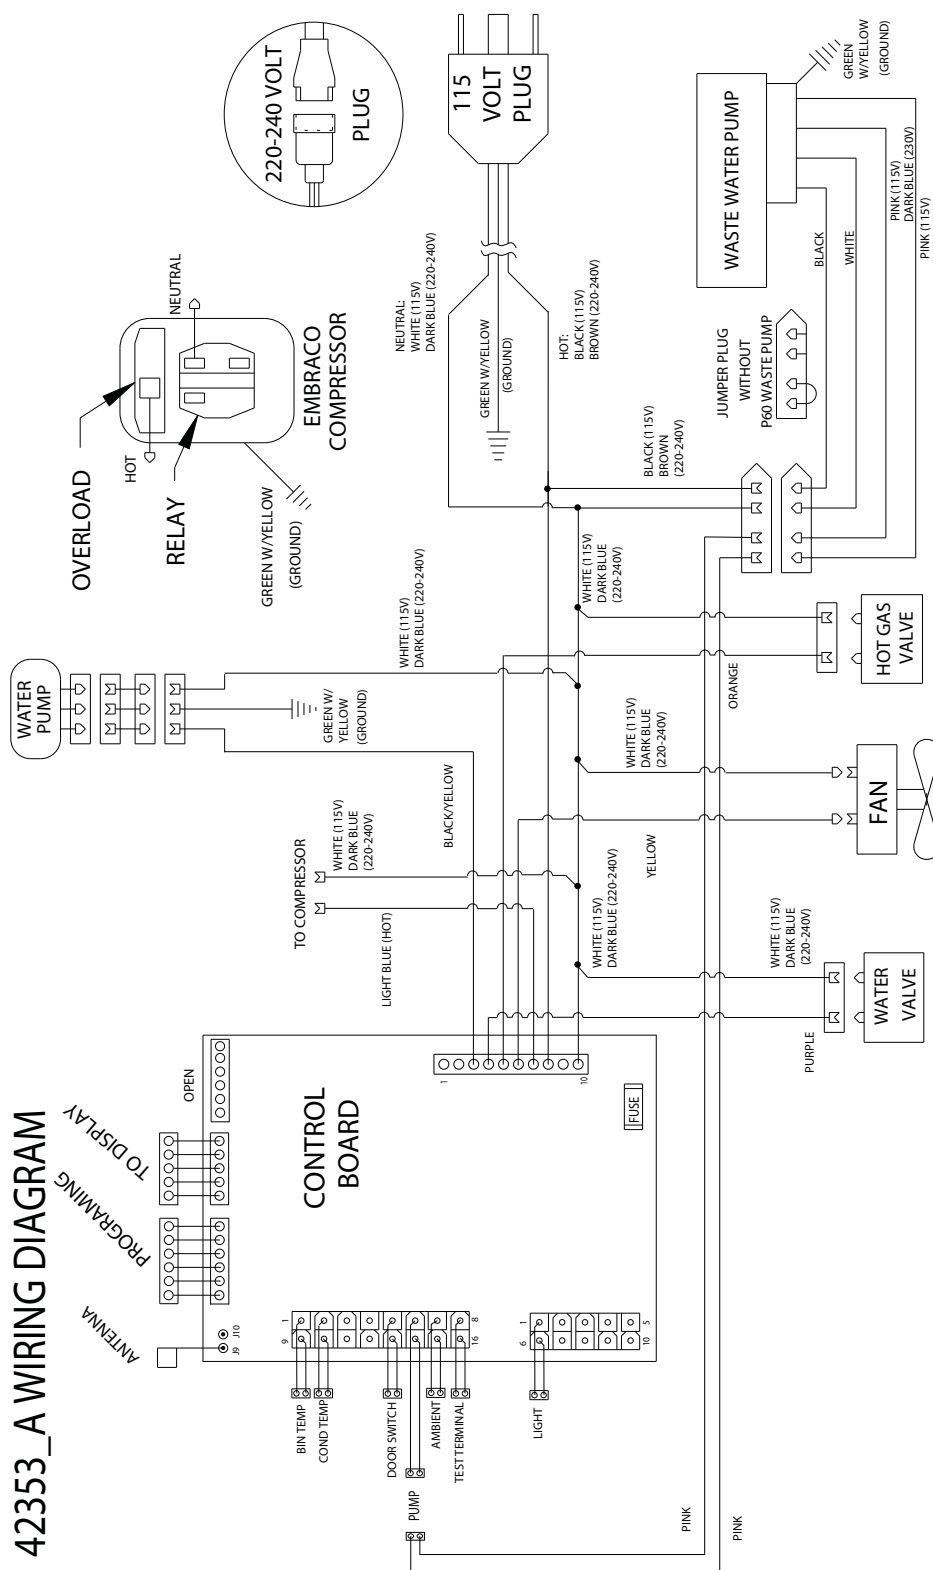 42353_A WIRING DIAGRAM
220-240 VOLT
PLUG
115
VOLT
PLUG
WASTE WATER PUMP
GREEN
W/YELLOW
(GROUND)
BLACK
WHITE
PINK (115V)
DARK BLUE (230V)
PINK (115V)
OVERLOAD
HOT
NEUTRAL
RELAY
EMBRACO
COMPRESSOR
GREEN W/YELLOW
(GROUND)
NEUTRAL:
WHITE (115V)
DARK BLUE (220-240V)
GREEN W/YELLOW
(GROUND)
HOT:
BLACK (115V)
BROWN (220-240V)
JUMPER PLUG
WITHOUT
P60 WASTE PUMP
BLACK (115V)
BROWN
(220-240V)
WATER
PUMP
WHITE (115V)
DARK BLUE (220-240V)
GREEN W/
YELLOW
(GROUND)
BLACK/YELLOW
WHITE (115V)
DARK BLUE
(220-240V)
ORANGE
HOT GAS
VALVE
WHITE (115V)
DARK BLUE
(220-240V)
YELLOW
FAN
TO COMPRESSOR
WHITE (115V)
DARK BLUE
(220-240V)
LIGHT BLUE (HOT)
WHITE (115V)
DARK BLUE (220-240V)
WHITE (115V)
DARK BLUE
(220-240V)
PURPLE
WATER
VALVE
CONTROL
BOARD
1
10
FUSE
OPEN
TO DISPLAY
PROGRAMING
ANTENNA
J9
J10
1
8
9
16
1
5
6
10
BIN TEMP
COND TEMP
DOOR SWITCH
PUMP
AMBIENT
TEST TERMINAL
LIGHT
PINK
PINK